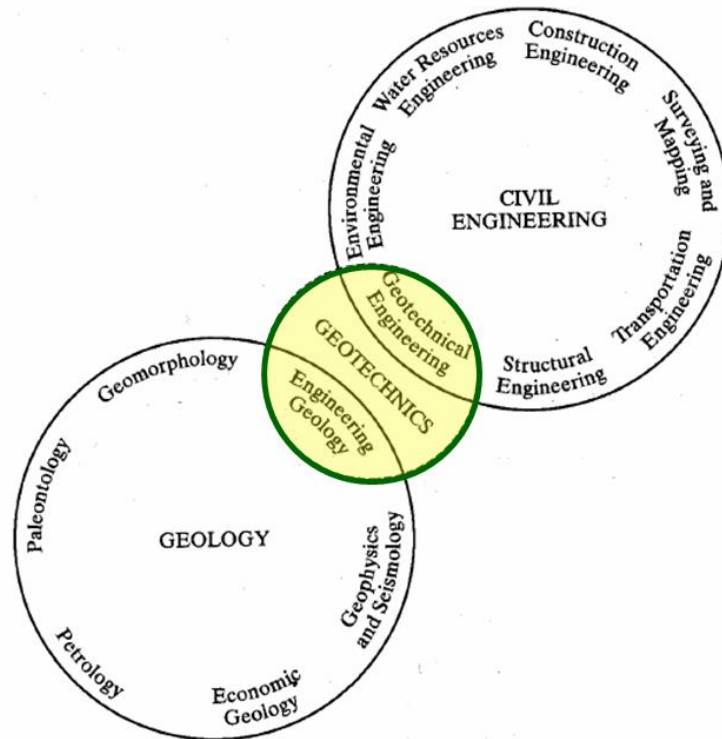 Water Resources
Engineering
Construction
Engineering
Surveying and
Mapping
Environmental
Engineering
CIVIL
ENGINEERING
Transportation
Engineering
Structural
Engineering
Geotechnical
Engineering
GEOTECHNICS
Engineering
Geology
Geomorphology
Paleontology
GEOLOGY
Geophysics
and Seismology
Petrology
Economic
Geology